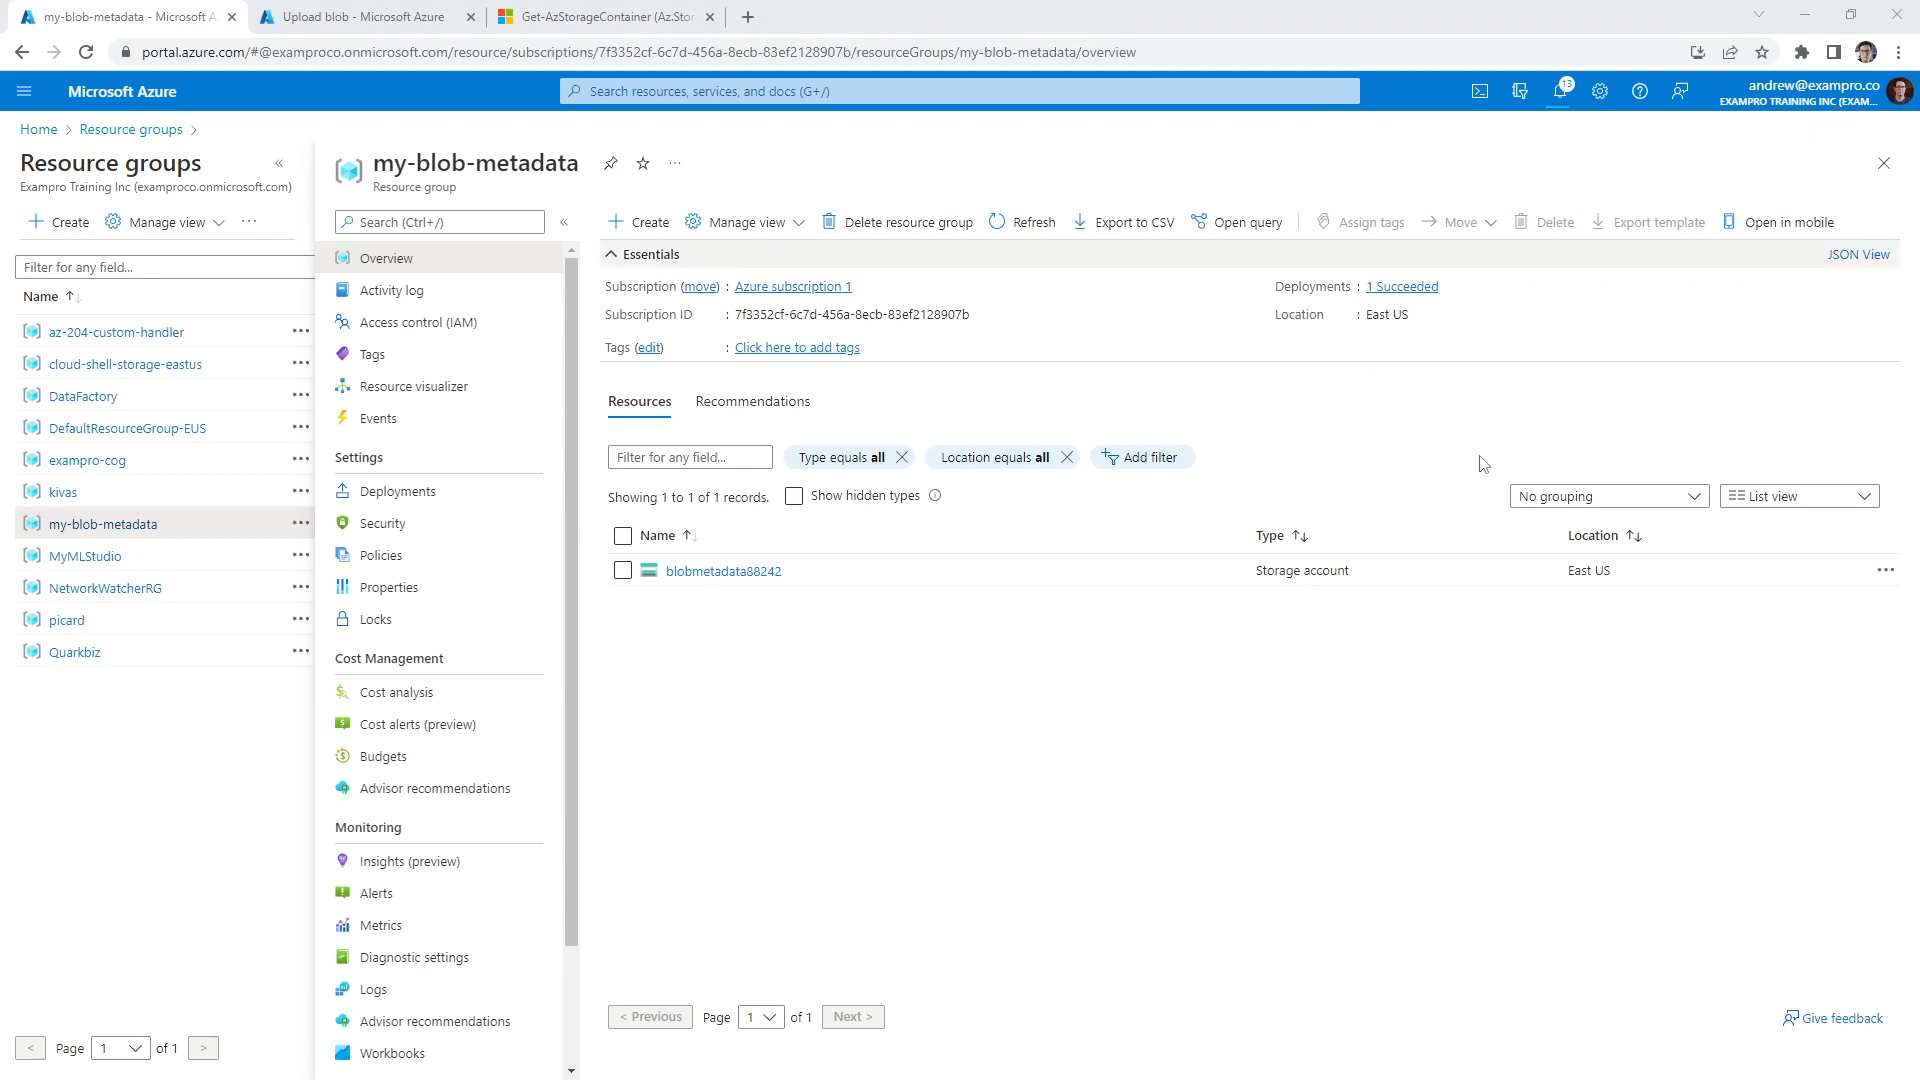 my-blob-metadata - Microsoft A
Upload blob - Microsoft Azure
Get-AzStorageContainer (Az.Stor
portal.azure.com/#@examproco.onmicrosoft.com/resource/subscriptions/7f3352cf-6c7d-456a-8ecb-83ef2128907b/resourceGroups/my-blob-metadata/overview
Microsoft Azure
Search resources, services, and docs (G+/)
13
andrew@exampro.co
EXAMPRO TRAINING INC (EXAM...
Home > Resource groups >
Resource groups
Exampro Training Inc (examproco.onmicrosoft.com)
Create
Manage view
Filter for any field...
Name
az-204-custom-handler
cloud-shell-storage-eastus
DataFactory
DefaultResourceGroup-EUS
exampro-cog
kivas
my-blob-metadata
MyMLStudio
NetworkWatcherRG
picard
Quarkbiz
< Page 1 of 1 >
my-blob-metadata
Resource group
Search (Ctrl+/)
Overview
Activity log
Access control (IAM)
Tags
Resource visualizer
Events
Settings
Deployments
Security
Policies
Properties
Locks
Cost Management
Cost analysis
Cost alerts (preview)
Budgets
Advisor recommendations
Monitoring
Insights (preview)
Alerts
Metrics
Diagnostic settings
Logs
Advisor recommendations
Workbooks
Create
Manage view
Delete resource group
Refresh
Export to CSV
Open query
Assign tags
Move
Delete
Export template
Open in mobile
Essentials
JSON View
Subscription (move) : Azure subscription 1
Deployments : 1 Succeeded
Subscription ID : 7f3352cf-6c7d-456a-8ecb-83ef2128907b
Location : East US
Tags (edit) : Click here to add tags
Resources
Recommendations
Filter for any field...
Type equals all
Location equals all
Add filter
Showing 1 to 1 of 1 records.
Show hidden types
No grouping
List view
Name
Type
Location
blobmetadata88242
Storage account
East US
< Previous Page 1 of 1 Next >
Give feedback